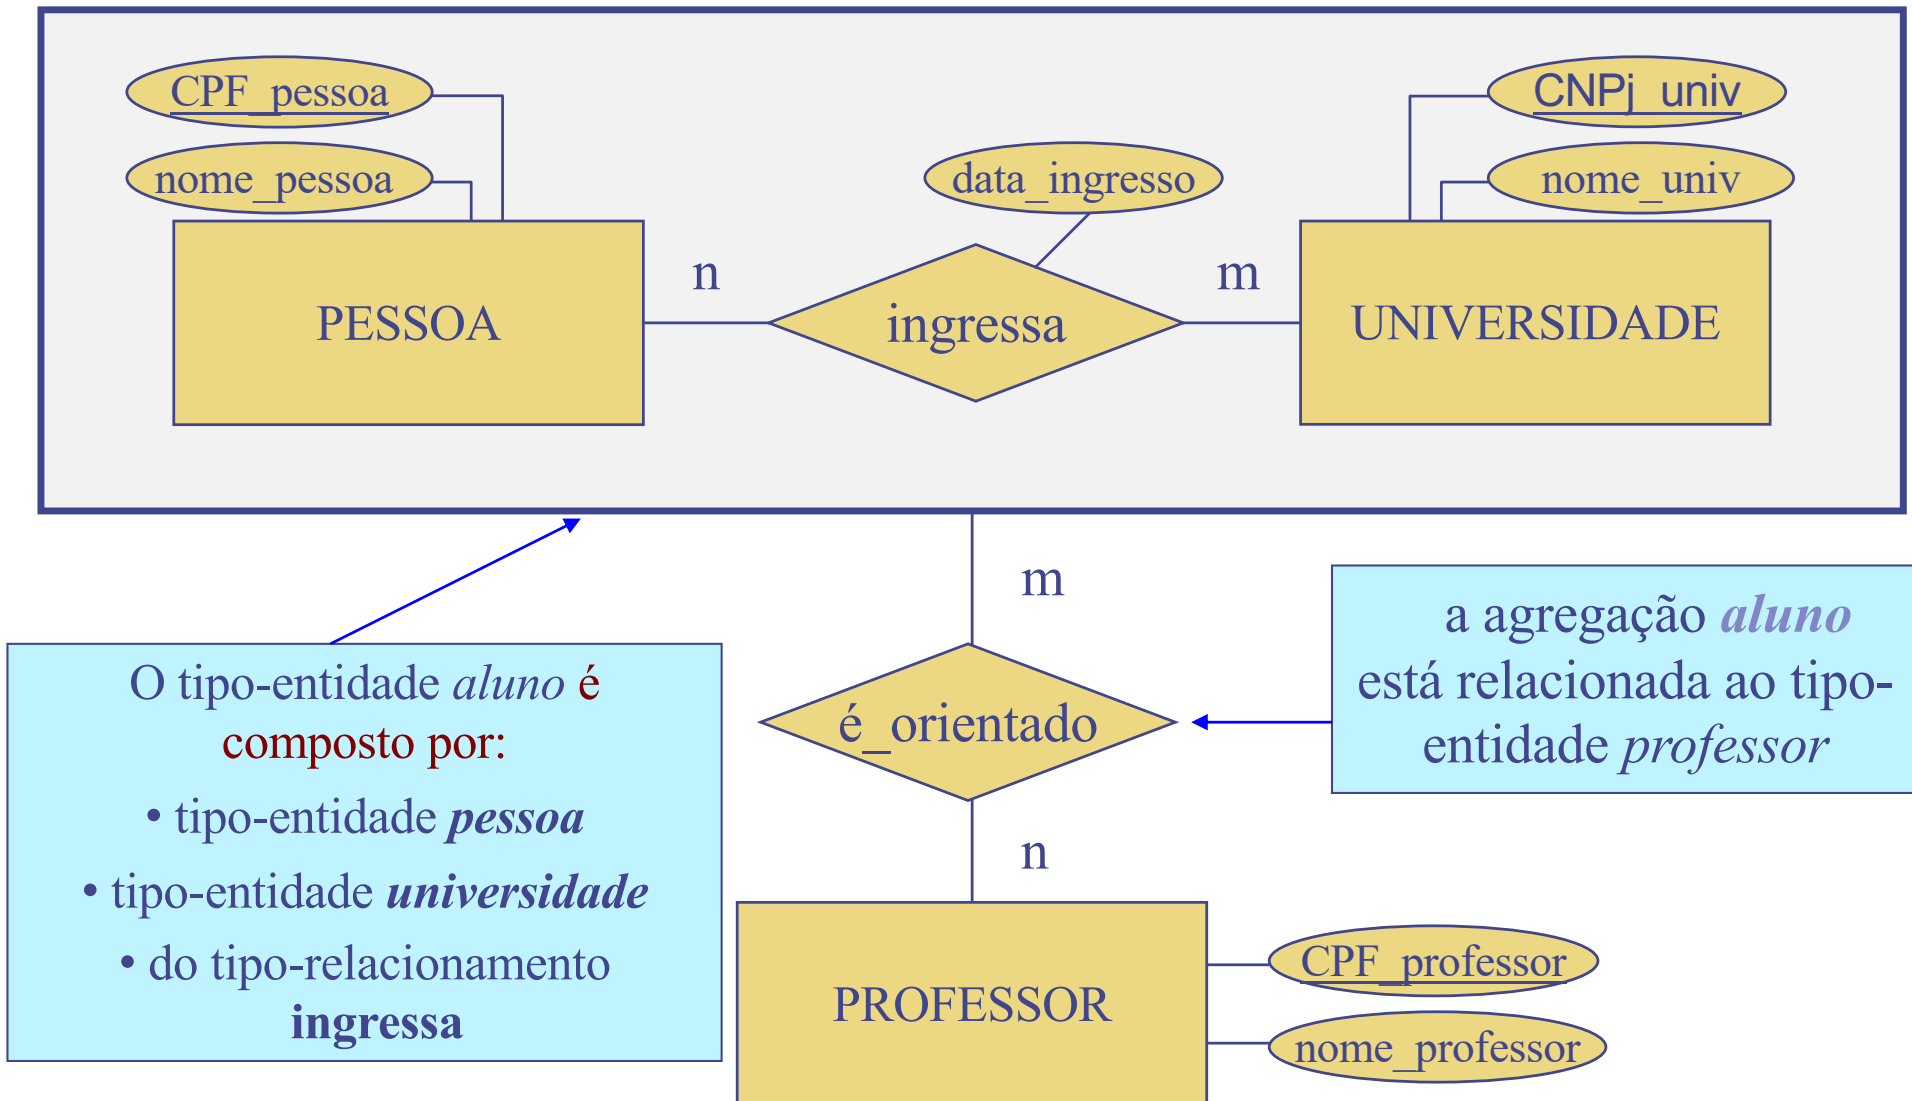 CPF_pessoa
CNPj_univ
nome_pessoa
data_ingresso
nome_univ
n
m
PESSOA
ingressa
UNIVERSIDADE
m
O tipo-entidade aluno é
composto por:
• tipo-entidade pessoa
• tipo-entidade universidade
• do tipo-relacionamento
ingressa
é_orientado
a agregação aluno
está relacionada ao tipo-
entidade professor
n
PROFESSOR
CPF_professor
nome_professor